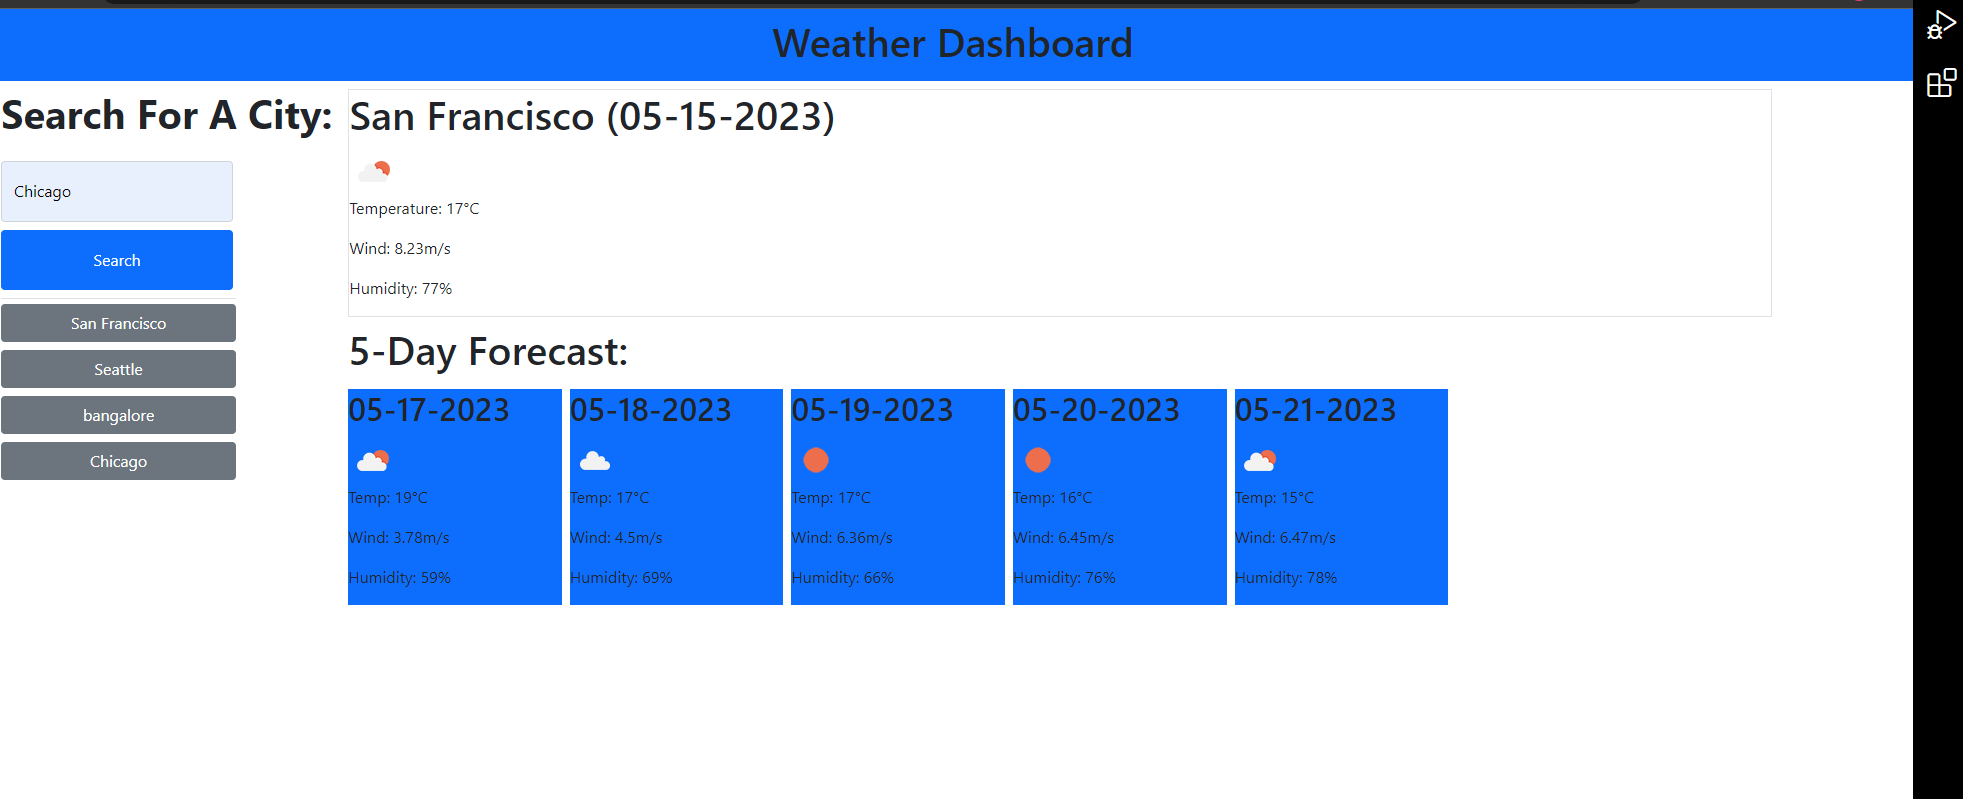 Weather Dashboard
Search For A City:
Chicago
Search
San Francisco
Seattle
bangalore
Chicago
San Francisco (05-15-2023)
Temperature: 17°C
Wind: 8.23m/s
Humidity: 77%
5-Day Forecast:
05-17-2023
Temp: 19°C
Wind: 3.78m/s
Humidity: 59%
05-18-2023
Temp: 17°C
Wind: 4.5m/s
Humidity: 69%
05-19-2023
Temp: 17°C
Wind: 6.36m/s
Humidity: 66%
05-20-2023
Temp: 16°C
Wind: 6.45m/s
Humidity: 76%
05-21-2023
Temp: 15°C
Wind: 6.47m/s
Humidity: 78%